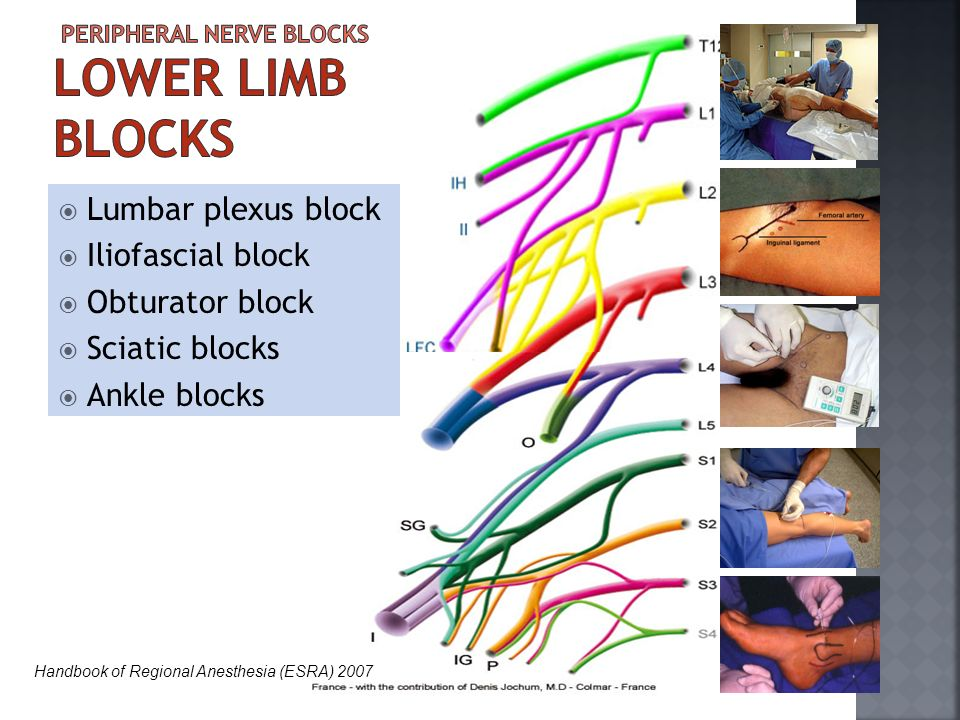 PERIPHERAL NERVE BLOCKS
LOWER LIMB
BLOCKS
Lumbar plexus block
Iliofascial block
Obturator block
Sciatic blocks
Ankle blocks
T12
L1
IH
L2
II
L3
LFC
L4
O
L5
S1
SG
S2
S3
I
S4
IG
P
Femoral artery
Inguinal ligament
Handbook of Regional Anesthesia (ESRA) 2007
France - with the contribution of Denis Jochum, M.D - Colmar - France